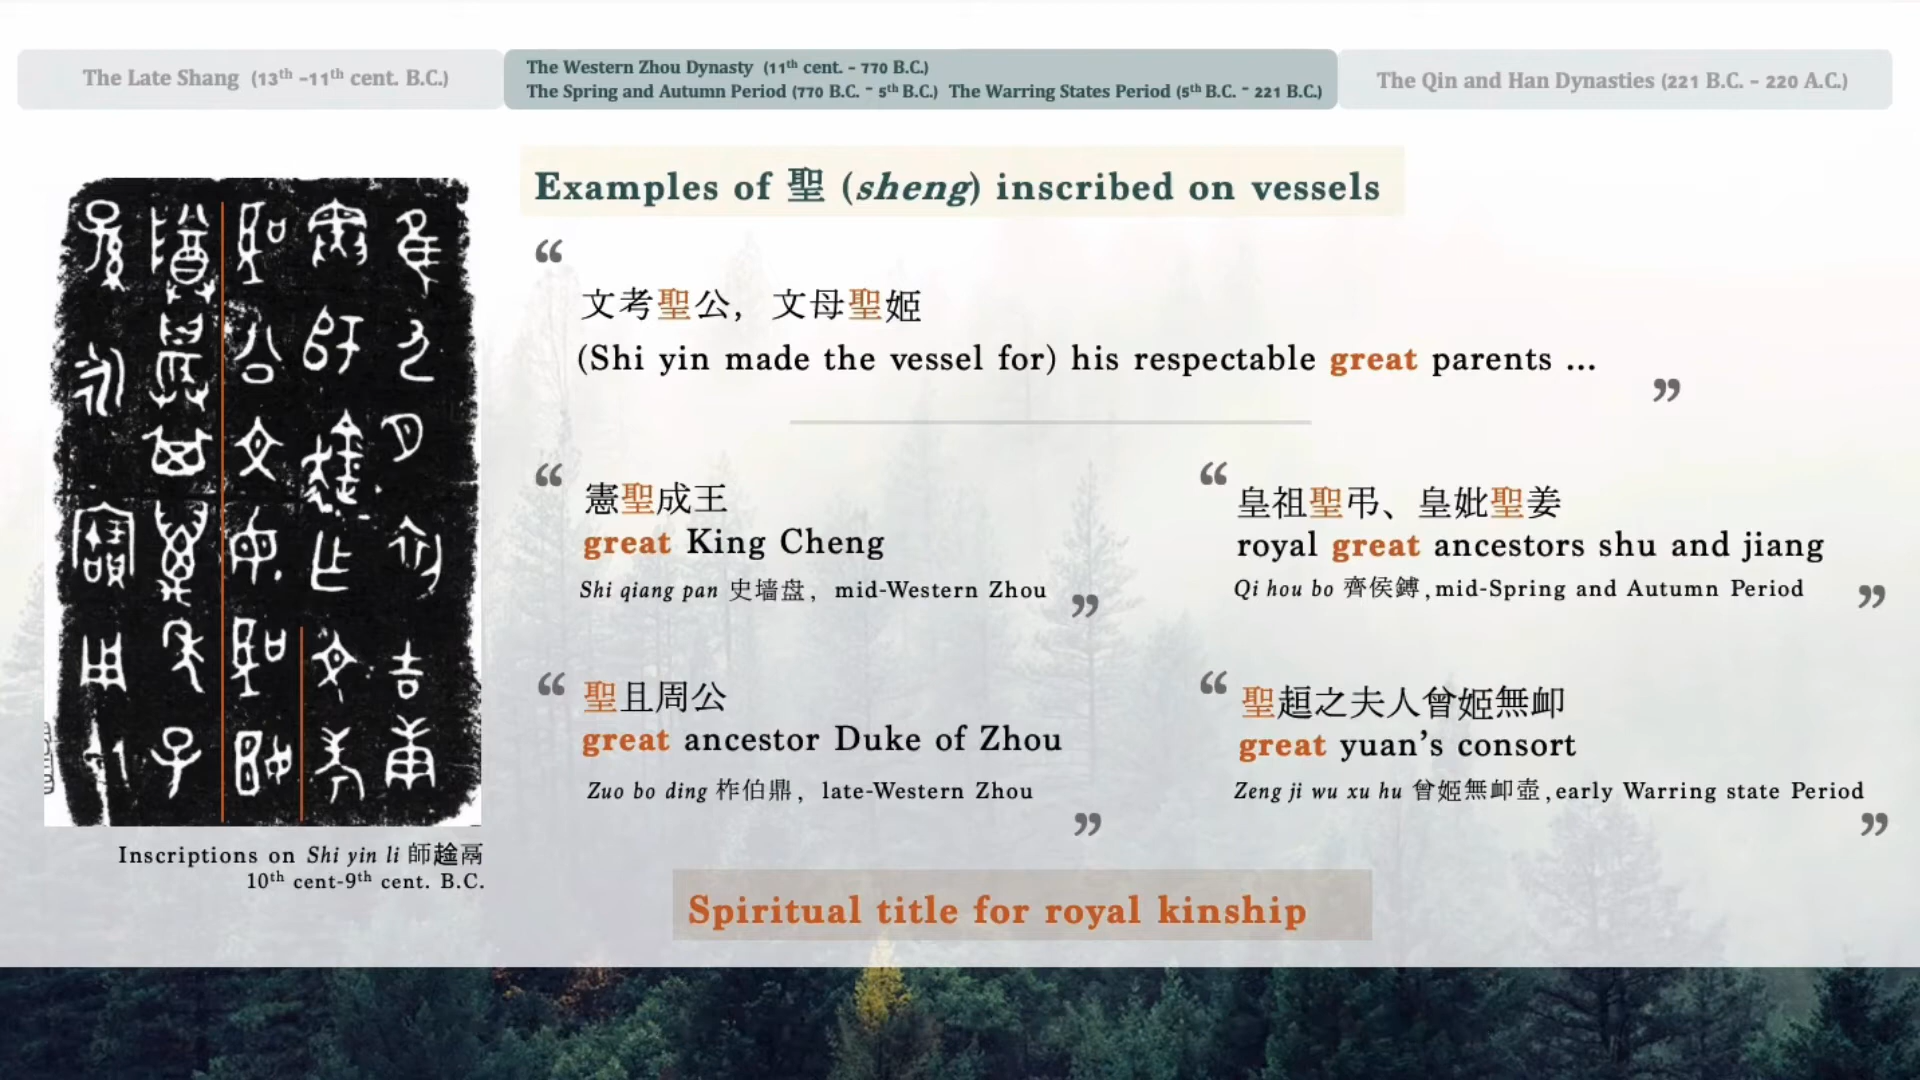 The Late Shang (13th -11th cent. B.C.)
The Western Zhou Dynasty (11th cent. - 770 B.C.)
The Spring and Autumn Period (770 B.C. - 5th B.C.) The Warring States Period (5th B.C. - 221 B.C.)
The Qin and Han Dynasties (221 B.C. - 220 A.C.)
Examples of 聖 (sheng) inscribed on vessels
“
文考聖公, 文母聖姬
(Shi yin made the vessel for) his respectable great parents ...
”
“
憲聖成王
great King Cheng
Shi qiang pan 史墙盘, mid-Western Zhou
”
“
皇祖聖弔、皇妣聖姜
royal great ancestors shu and jiang
Qi hou bo 齊侯鎛,mid-Spring and Autumn Period
”
“
聖且周公
great ancestor Duke of Zhou
Zuo bo ding 柞伯鼎, late-Western Zhou
”
“
聖趄之夫人曾姬無卹
great yuan’s consort
Zeng ji wu xu hu 曾姬無卹壺,early Warring state Period
”
Inscriptions on Shi yin li 師趛鬲
10th cent-9th cent. B.C.
Spiritual title for royal kinship